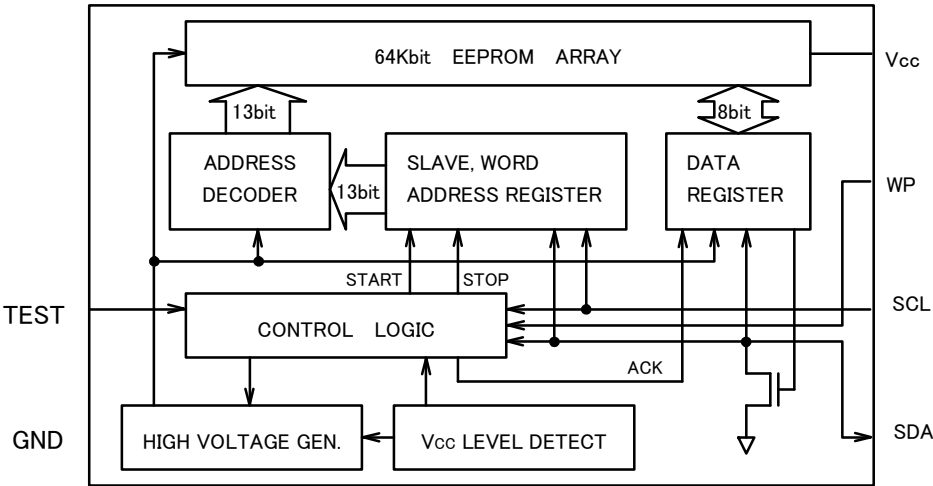 64Kbit EEPROM ARRAY
Vcc
13bit
8bit
ADDRESS
DECODER
13bit
SLAVE, WORD
ADDRESS REGISTER
DATA
REGISTER
WP
START
STOP
TEST
CONTROL LOGIC
SCL
ACK
GND
HIGH VOLTAGE GEN.
Vcc LEVEL DETECT
SDA